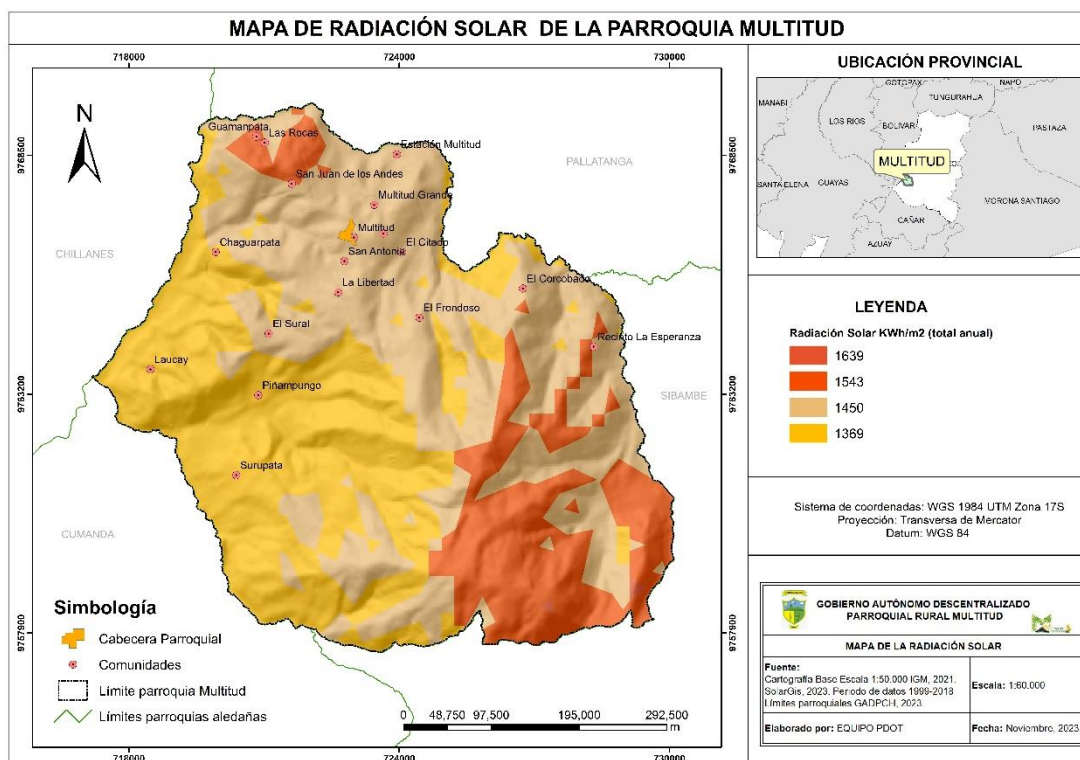 MAPA DE RADIACIÓN SOLAR DE LA PARROQUIA MULTITUD
718000
724000
730000
9768500
9763200
9757900
N
Guamanpata
Las Rocas
Estación Multitud
San Juan de los Andes
Multitud Grande
Multitud
El Citado
San Antonio
Chaguarpata
La Libertad
El Corcobado
El Frondoso
El Sural
Recinto La Esperanza
Laucay
Piñampungo
Surupata
PALLATANGA
CHILLANES
SIBAMBE
CUMANDA
Simbología
Cabecera Parroquial
Comunidades
Límite parroquia Multitud
Límites parroquias aledañas
0 48,750 97,500 195,000 292,500
m
718000
724000
730000
9768500
9763200
9757900
UBICACIÓN PROVINCIAL
COTOPAX
NAPO
TUNGURAHUA
MANABI
LOS RIOS
BOLIVAR
PASTAZA
MULTITUD
SANTA ELENA
GUAYAS
MORONA SANTIAGO
CAÑAR
AZUAY
LEYENDA
Radiación Solar KWh/m2 (total anual)
1639
1543
1450
1369
Sistema de coordenadas: WGS 1984 UTM Zona 17S
Proyección: Transversa de Mercator
Datum: WGS 84
GOBIERNO AUTÓNOMO DESCENTRALIZADO
PARROQUIAL RURAL MULTITUD
MAPA DE LA RADIACIÓN SOLAR
Fuente:
Cartografía Base Escala 1:50.000 IGM, 2021.
SolarGis, 2023. Periodo de datos 1999-2018
Límites parroquiales GADPCH, 2023
Escala: 1:60.000
Elaborado por: EQUIPO PDOT
Fecha: Noviembre, 2023